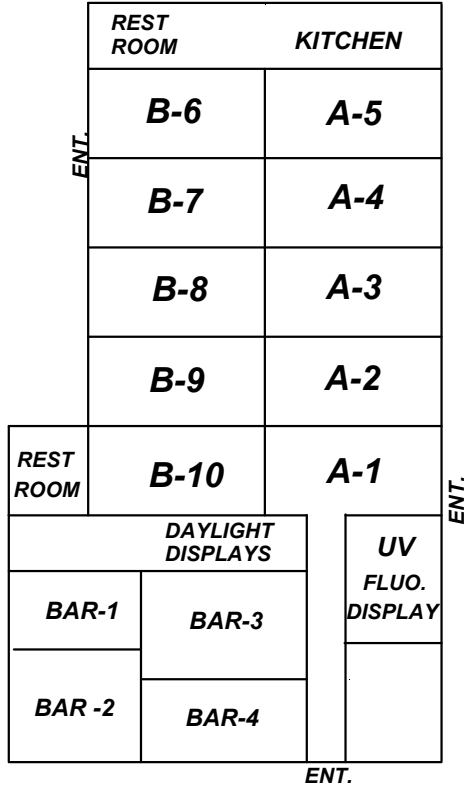 REST
ROOM
KITCHEN
B-6
A-5
ENT.
B-7
A-4
B-8
A-3
B-9
A-2
REST
ROOM
B-10
A-1
ENT.
DAYLIGHT
DISPLAYS
UV
FLUO.
DISPLAY
BAR-1
BAR-3
BAR -2
BAR-4
ENT.